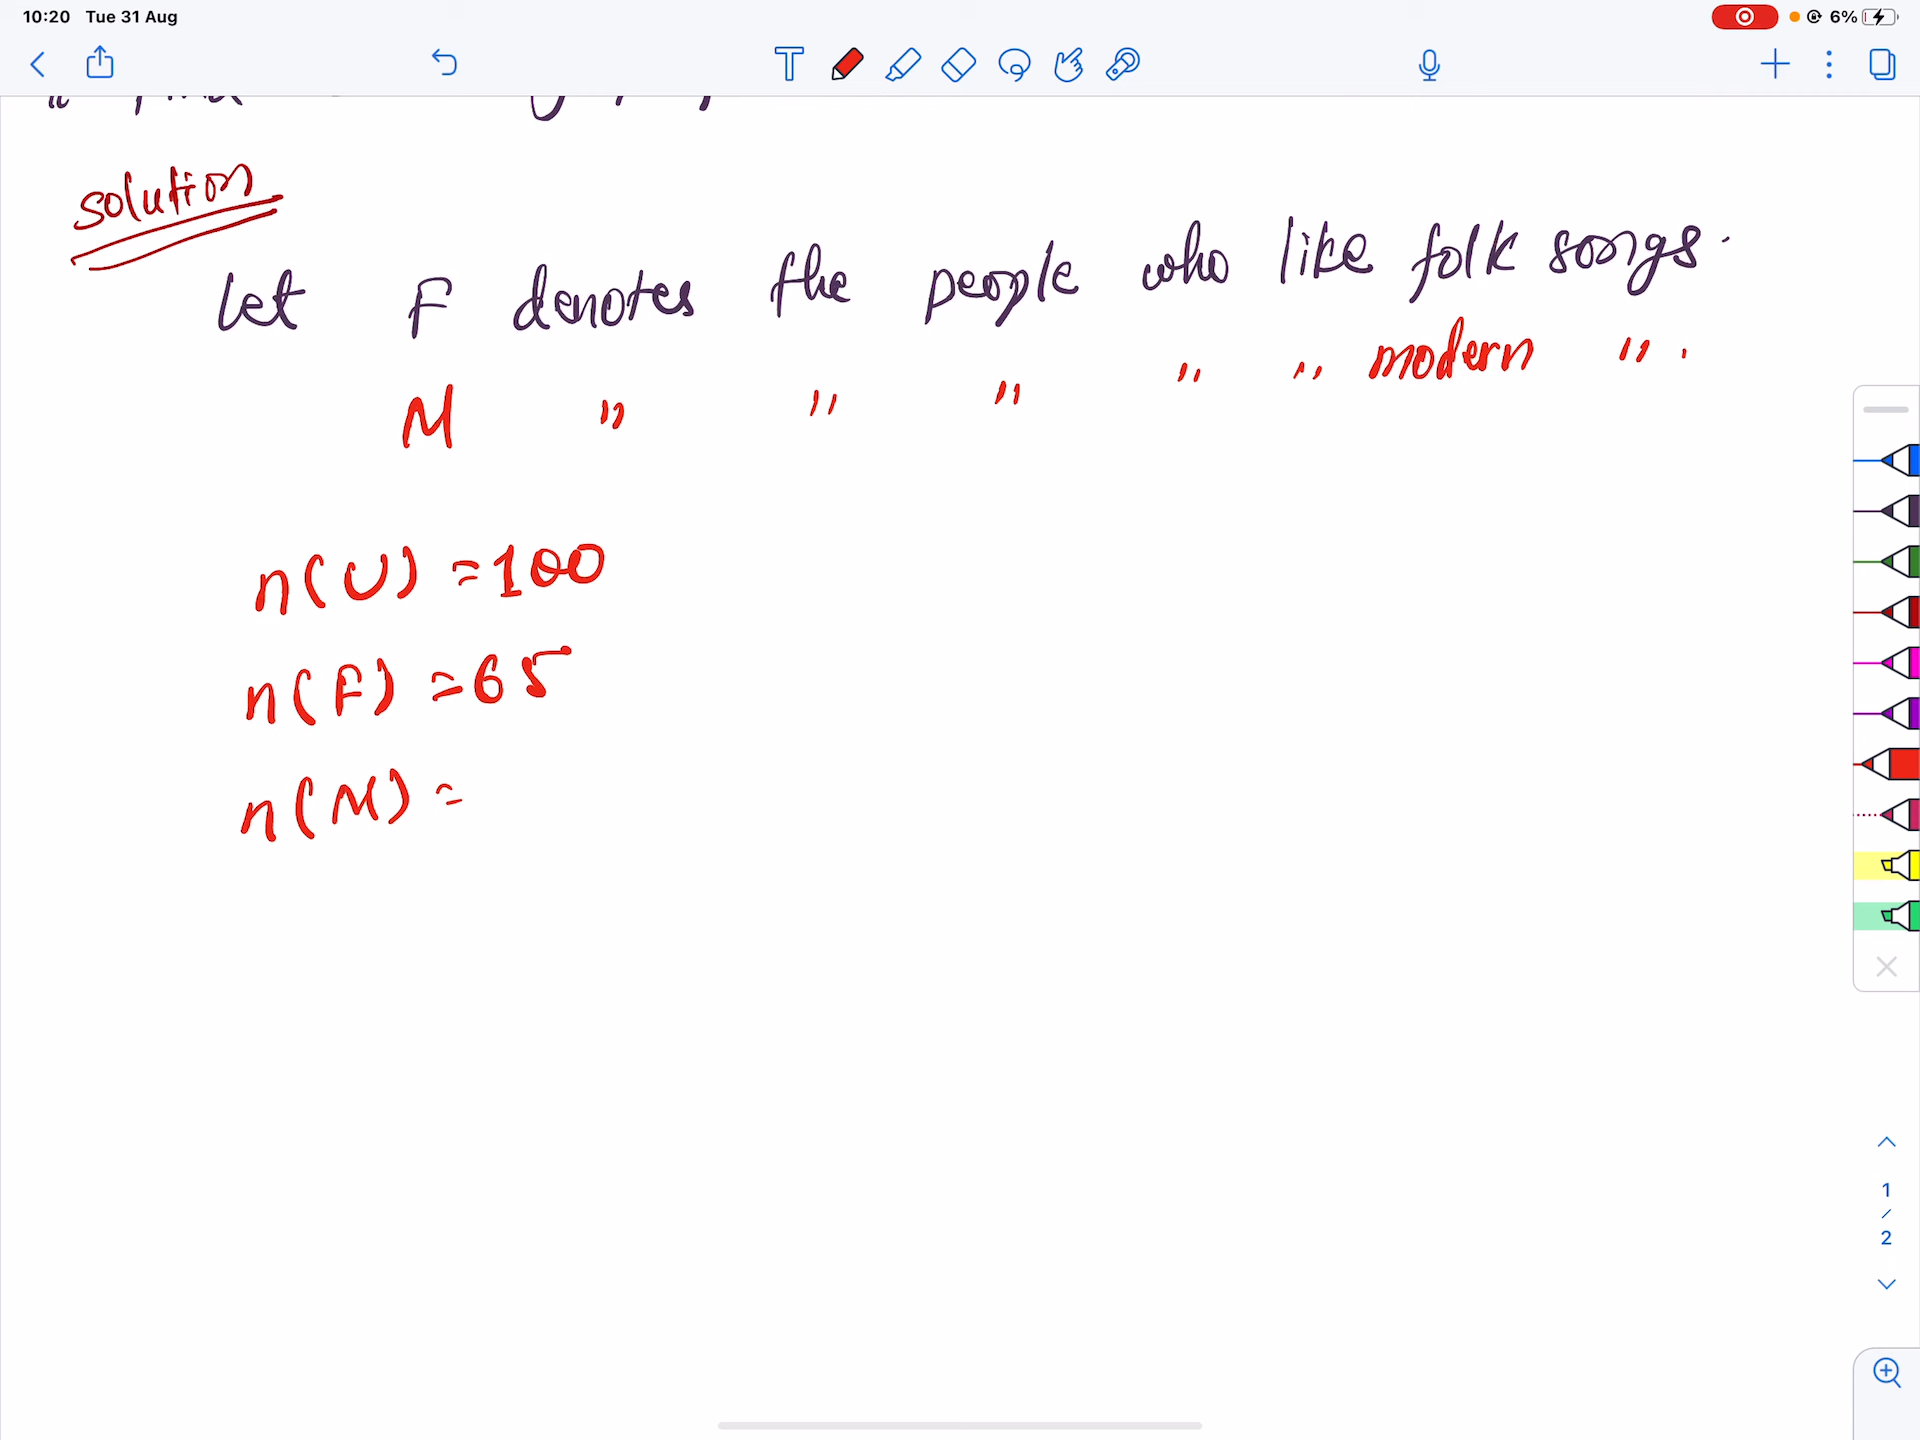 10:20 Tue 31 Aug
6%
T
solution
Let F denotes the people who like folk songs.
M " " " " " modern " .
n(U) = 100
n(F) = 65
n(M) =
1
/
2